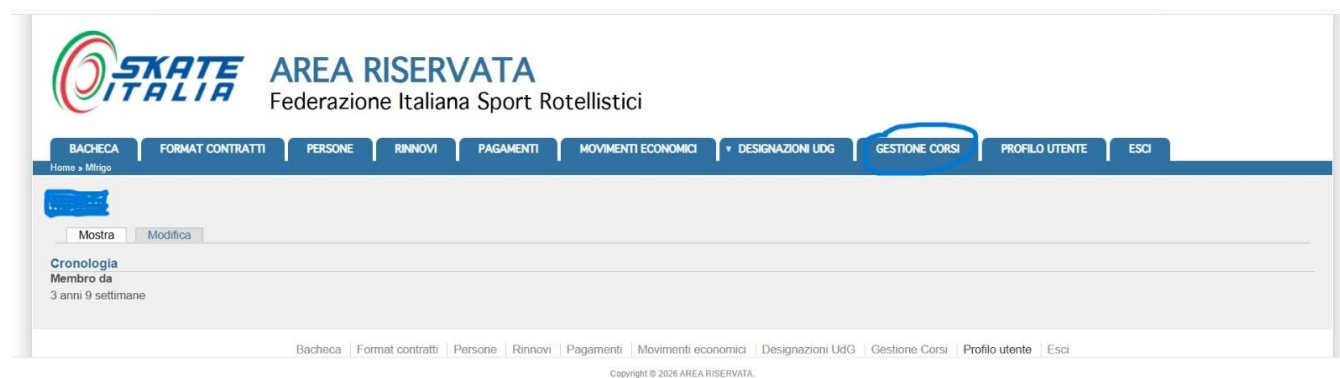 SKATE
ITALIA
AREA RISERVATA
Federazione Italiana Sport Rotellistici
BACHECA FORMAT CONTRATTI PERSONE RINNOVI PAGAMENTI MOVIMENTI ECONOMICI ▼ DESIGNAZIONI UDG GESTIONE CORSI PROFILO UTENTE ESCI
Home » Mfrigo
Mostra Modifica
Cronologia
Membro da
3 anni 9 settimane
Bacheca | Format contratti | Persone | Rinnovi | Pagamenti | Movimenti economici | Designazioni UdG | Gestione Corsi | Profilo utente | Esci
Copyright © 2026 AREA RISERVATA.